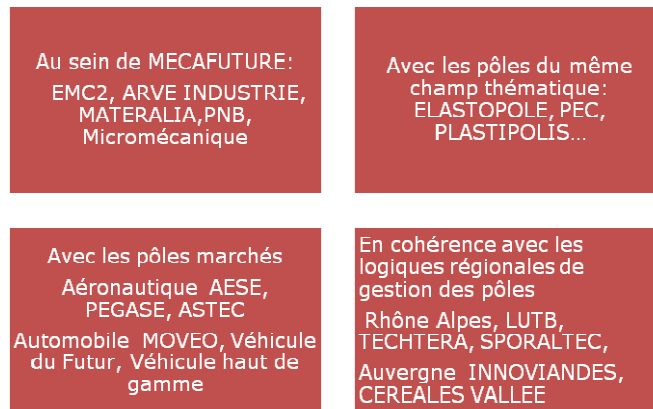 Au sein de MECAFUTURE:
EMC2, ARVE INDUSTRIE,
MATERALIA,PNB,
Micromécanique
Avec les pôles du même
champ thématique:
ELASTOPOLE, PEC,
PLASTIPOLIS...
Avec les pôles marchés
Aéronautique AESE,
PEGASE, ASTEC
Automobile MOVEO, Véhicule
du Futur, Véhicule haut de
gamme
En cohérence avec les
logiques régionales de
gestion des pôles
Rhône Alpes, LUTB,
TECHTERA, SPORALTEC,
Auvergne INNOVIANDES,
CEREALES VALLEE